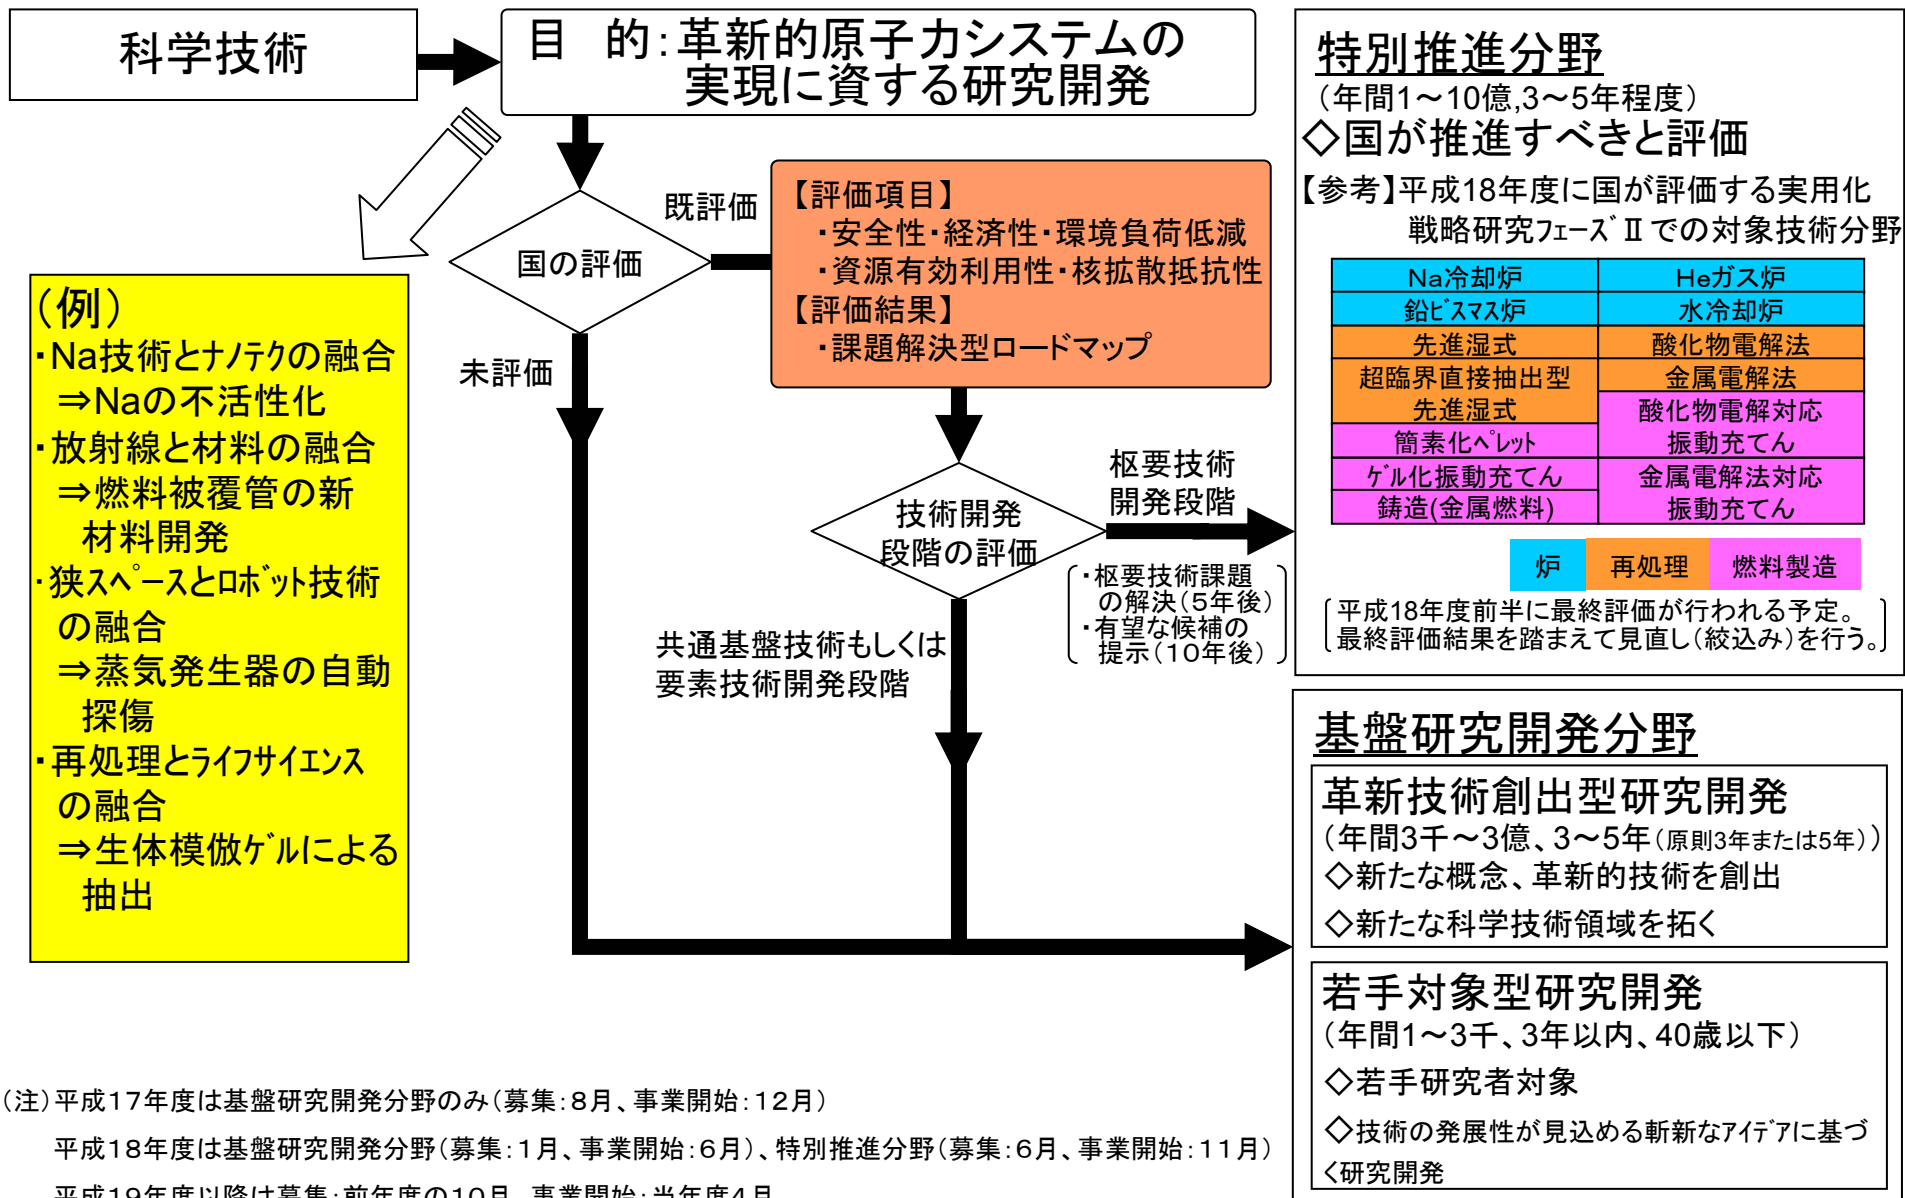 科学技術
目　的：革新的原子力システムの
実現に資する研究開発
国の評価
既評価
未評価
【評価項目】
・安全性・経済性・環境負荷低減
・資源有効利用性・核拡散抵抗性
【評価結果】
・課題解決型ロードマップ
技術開発
段階の評価
枢要技術
開発段階
・枢要技術課題
の解決（５年後）
・有望な候補の
提示（１０年後）
共通基盤技術もしくは
要素技術開発段階
（例）
・Na技術とナノテクの融合
⇒Naの不活性化
・放射線と材料の融合
⇒燃料被覆管の新
材料開発
・狭スペースとロボット技術
の融合
⇒蒸気発生器の自動
探傷
・再処理とライフサイエンス
の融合
⇒生体模倣ゲルによる
抽出
特別推進分野
（年間1～10億,3～5年程度）
◇国が推進すべきと評価
【参考】平成18年度に国が評価する実用化
戦略研究フェーズⅡでの対象技術分野
Na冷却炉
Heガス炉
鉛ビスマス炉
水冷却炉
先進湿式
酸化物電解法
超臨界直接抽出型
先進湿式
金属電解法
酸化物電解対応
振動充てん
簡素化ペレット
ゲル化振動充てん
金属電解法対応
振動充てん
鋳造(金属燃料)
炉
再処理
燃料製造
平成18年度前半に最終評価が行われる予定。
最終評価結果を踏まえて見直し（絞込み）を行う。
基盤研究開発分野
革新技術創出型研究開発
（年間3千～3億、3～5年（原則3年または5年））
◇新たな概念、革新的技術を創出
◇新たな科学技術領域を拓く
若手対象型研究開発
（年間1～3千、3年以内、40歳以下）
◇若手研究者対象
◇技術の発展性が見込める斬新なアイデアに基づ
く研究開発
（注）平成１７年度は基盤研究開発分野のみ（募集：８月、事業開始：１２月）
平成１８年度は基盤研究開発分野（募集：１月、事業開始：６月）、特別推進分野（募集：６月、事業開始：１１月）
平成１９年度以降は募集：前年度の１０月、事業開始：当年度４月